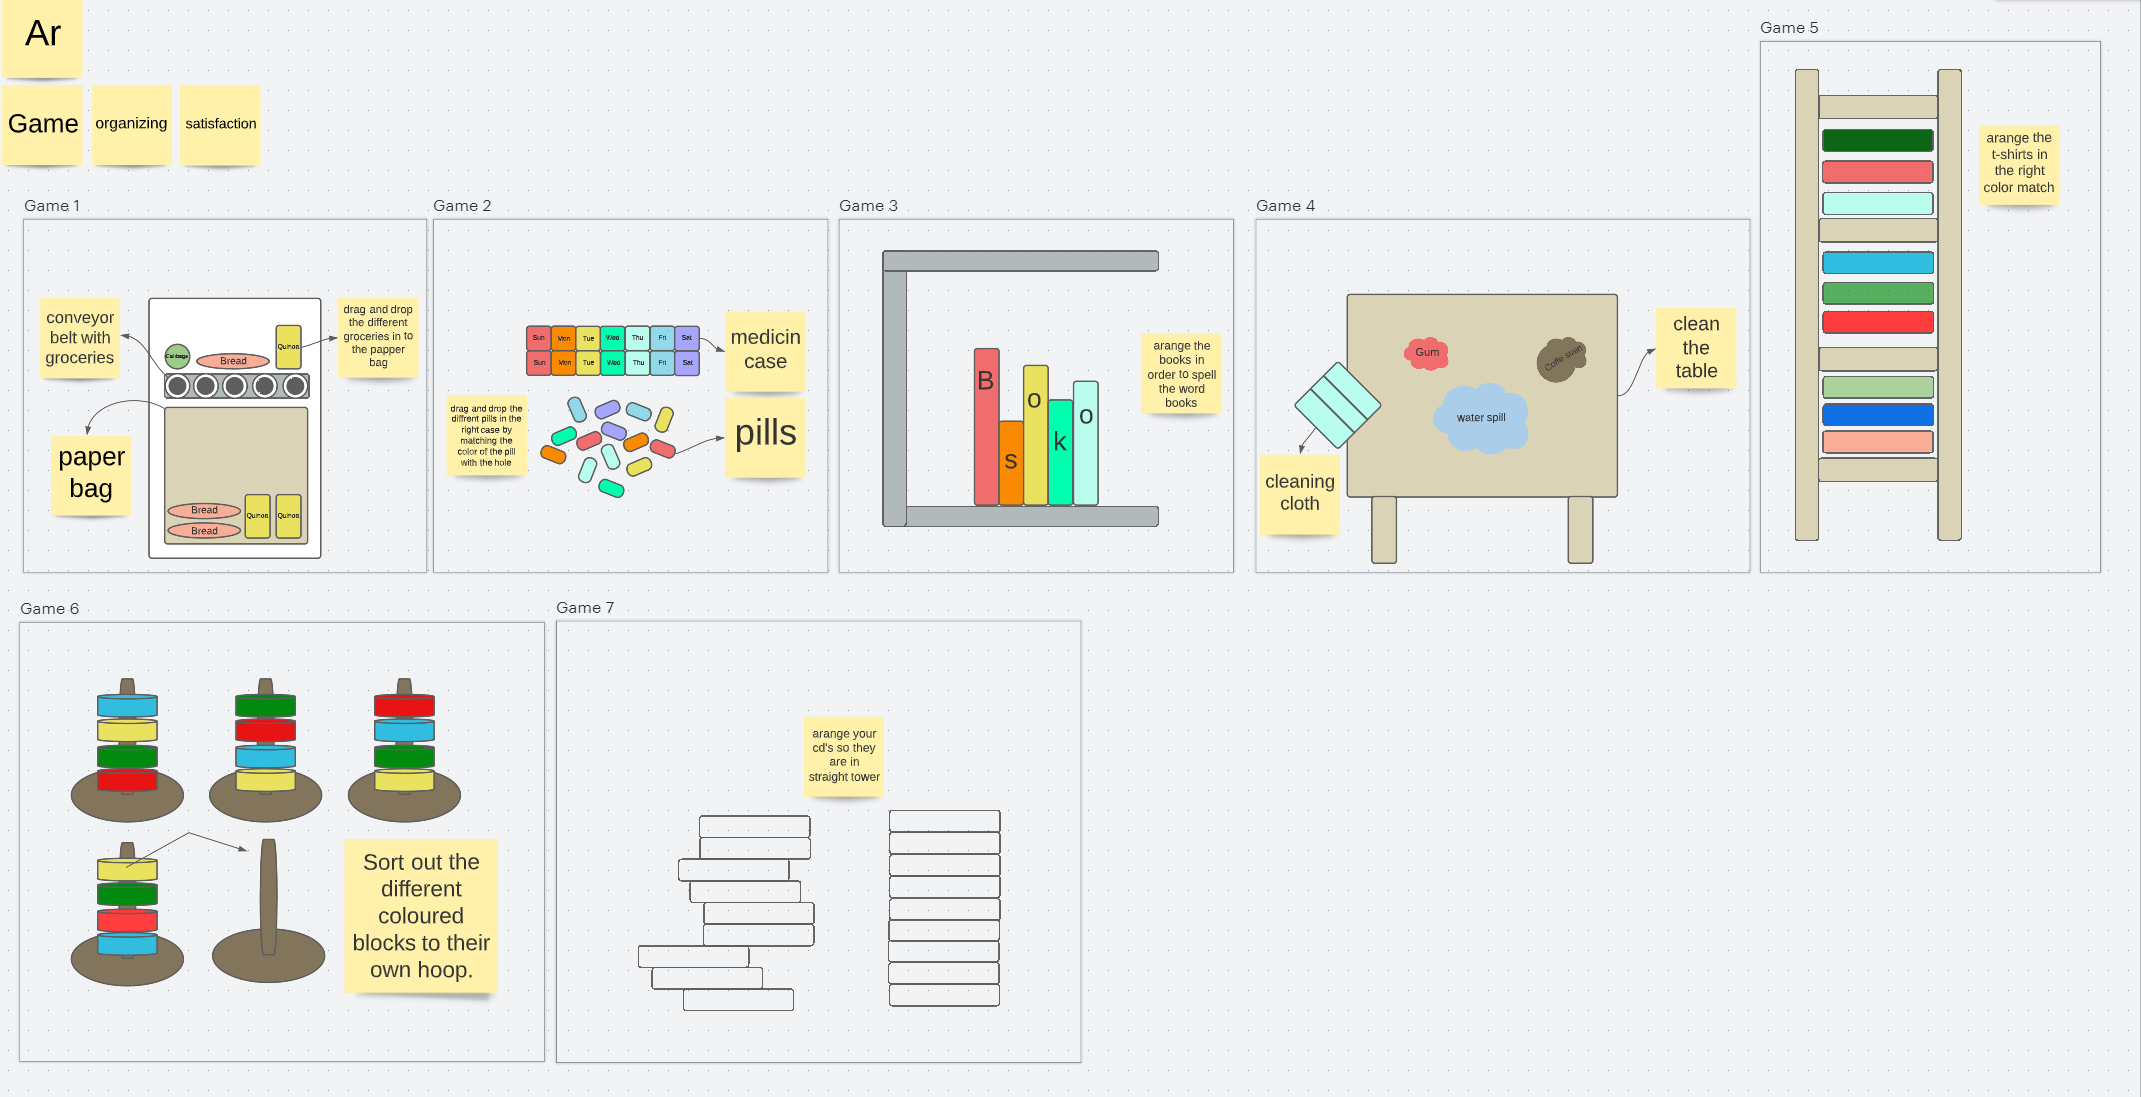 Ar
Game
organizing
satisfaction
Game 1
conveyor
belt with
groceries
drag and drop
the different
groceries in to
the papper
bag
Cabbage
Bread
Quinoa
paper
bag
Bread
Bread
Quinoa
Quinoa
Game 2
Sun Mon Tue Wed Thu Fri Sat
Sun Mon Tue Wed Thu Fri Sat
medicin
case
drag and drop the
diffrent pills in the
right case by
matching the
color of the pill
with the hole
pills
Game 3
B
s
o
k
o
arange the
books in
order to spell
the word
books
Game 4
Gum
Coffe stain
water spill
clean
the
table
cleaning
cloth
Game 5
arange the
t-shirts in
the right
color match
Game 6
Sort out the
different
coloured
blocks to their
own hoop.
Game 7
arange your
cd's so they
are in
straight tower